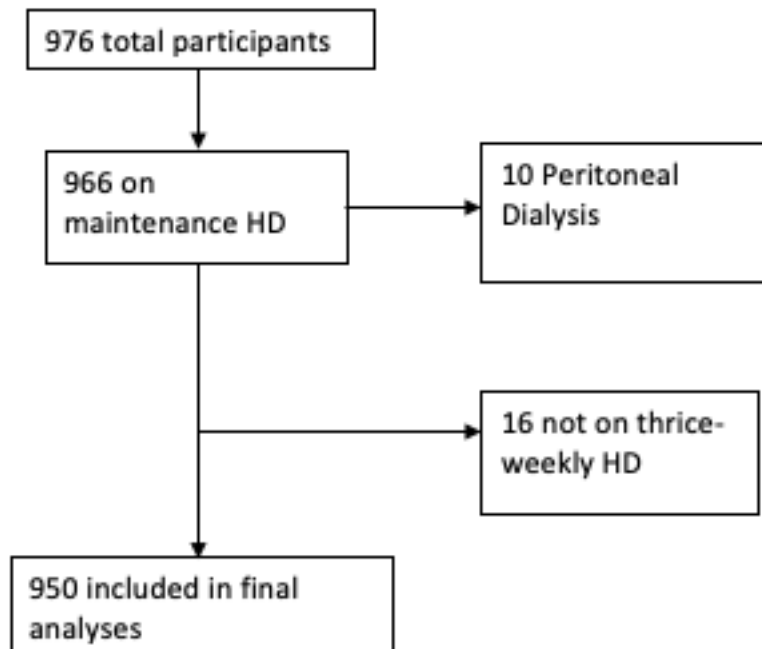 976 total participants
966 on
maintenance HD
10 Peritoneal
Dialysis
16 not on thrice-
weekly HD
950 included in final
analyses